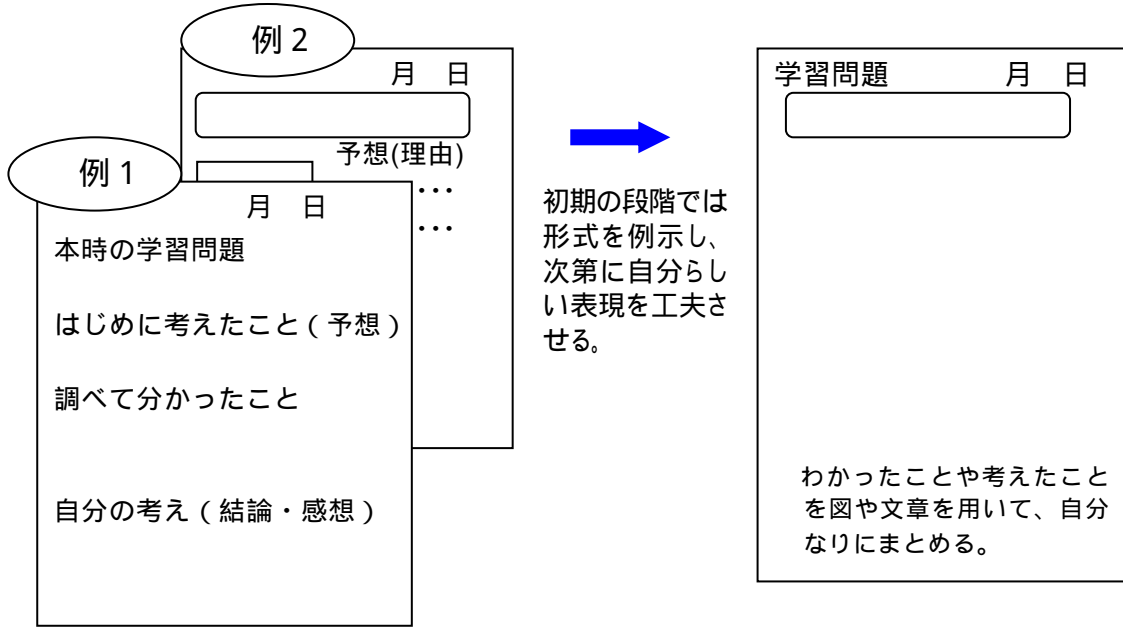 例２
月　日
予想(理由)
･･･
･･･
例１
月　日
本時の学習問題
はじめに考えたこと（予想）
調べて分かったこと
自分の考え（結論・感想）
初期の段階では
形式を例示し、
次第に自分らし
い表現を工夫さ
せる。
学習問題　月　日
わかったことや考えたこと
を図や文章を用いて、自分
なりにまとめる。